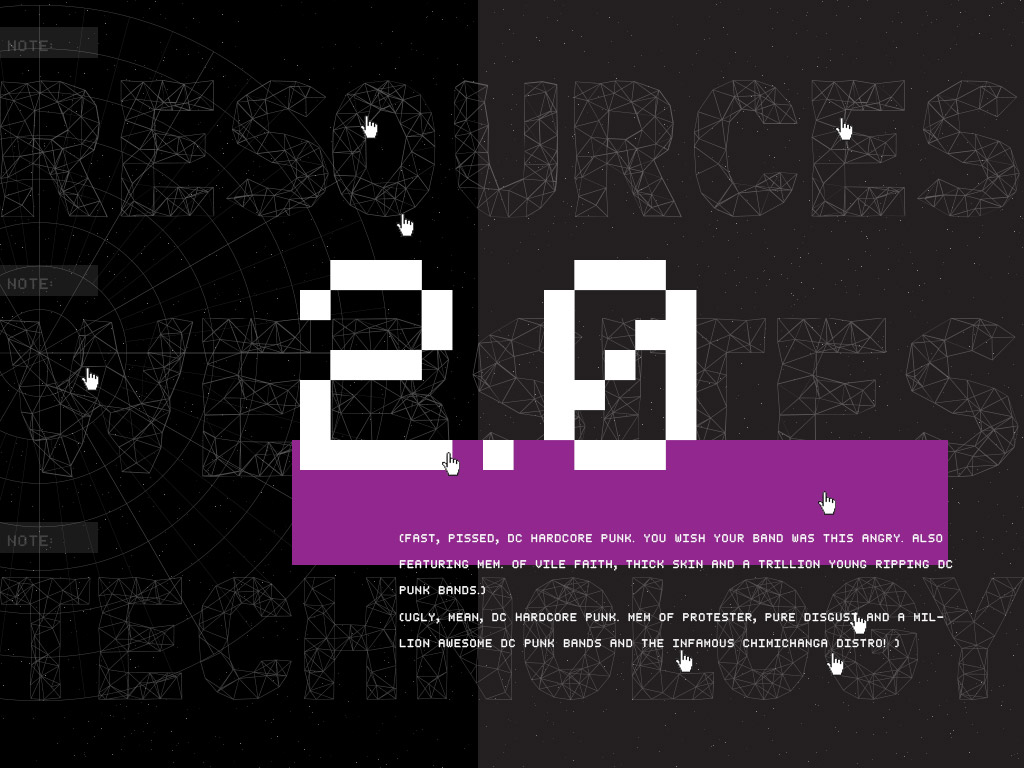 NOTE:
RESOURCES
NOTE:
WEBSITES
2.0
(FAST, PISSED, DC HARDCORE PUNK. YOU WISH YOUR BAND WAS THIS ANGRY. ALSO
NOTE:
FEATURING MEM. OF VILE FAITH, THICK SKIN AND A TRILLION YOUNG RIPPING DC
PUNK BANDS.)
TECHNOLOGY
(UGLY, MEAN, DC HARDCORE PUNK. MEM OF PROTESTER, PURE DISGUST AND A MIL-
LION AWESOME DC PUNK BANDS AND THE INFAMOUS CHIMICHANGA DISTRO! )